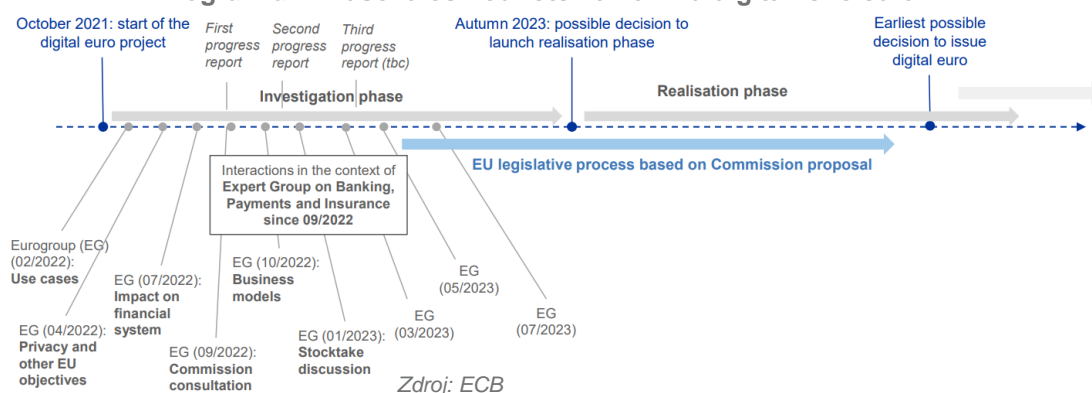 October 2021: start of the
digital euro project
First
progress
report
Second
progress
report
Third
progress
report (tbc)
Autumn 2023: possible decision to
launch realisation phase
Earliest possible
decision to issue
digital euro
Investigation phase
Realisation phase
EU legislative process based on Commission proposal
Interactions in the context of
Expert Group on Banking,
Payments and Insurance
since 09/2022
Eurogroup (EG)
(02/2022):
Use cases
EG (04/2022):
Privacy and
other EU
objectives
EG (07/2022):
Impact on
financial
system
EG (09/2022):
Commission
consultation
EG (10/2022):
Business
models
EG (01/2023):
Stocktake
discussion
EG
(03/2023)
EG
(05/2023)
EG
(07/2023)
Zdroj: ECB